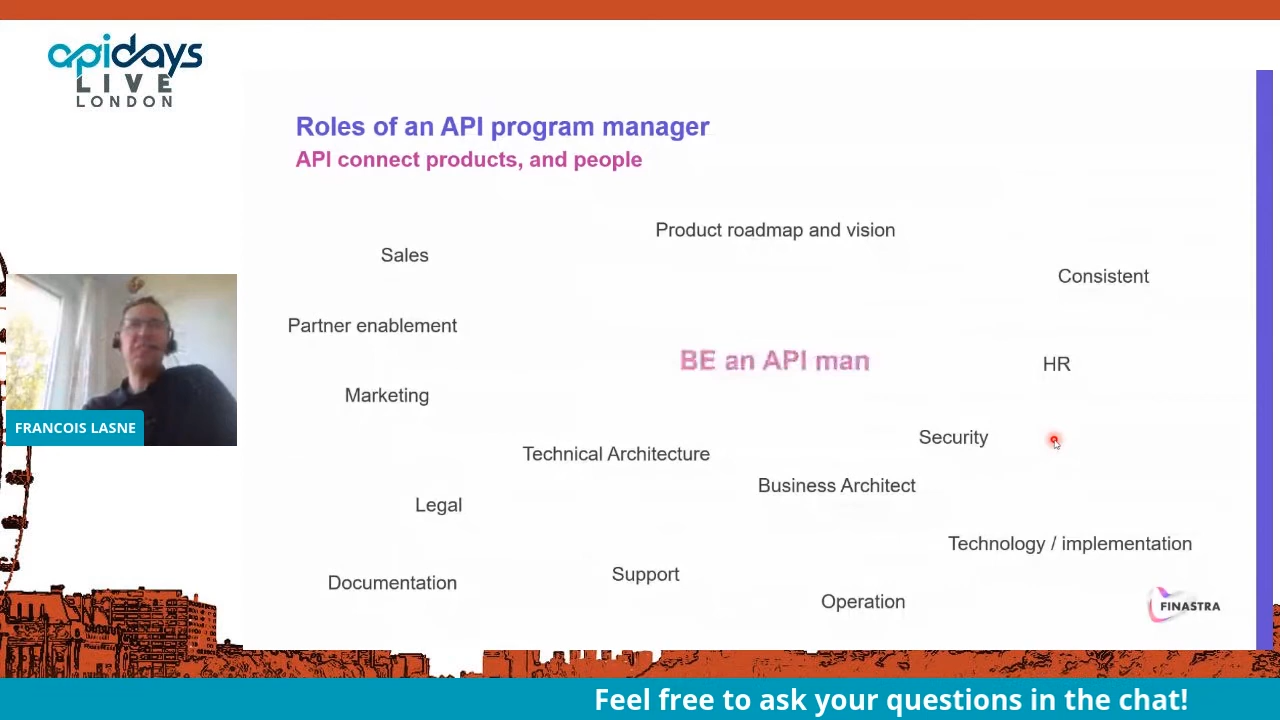 apidays
LIVE
LONDON
Roles of an API program manager
API connect products, and people
Product roadmap and vision
Sales
Consistent
Partner enablement
BE an API man
HR
Marketing
FRANCOIS LASNE
Security
Technical Architecture
Business Architect
Legal
Technology / implementation
Support
Documentation
Operation
FINASTRA
Feel free to ask your questions in the chat!